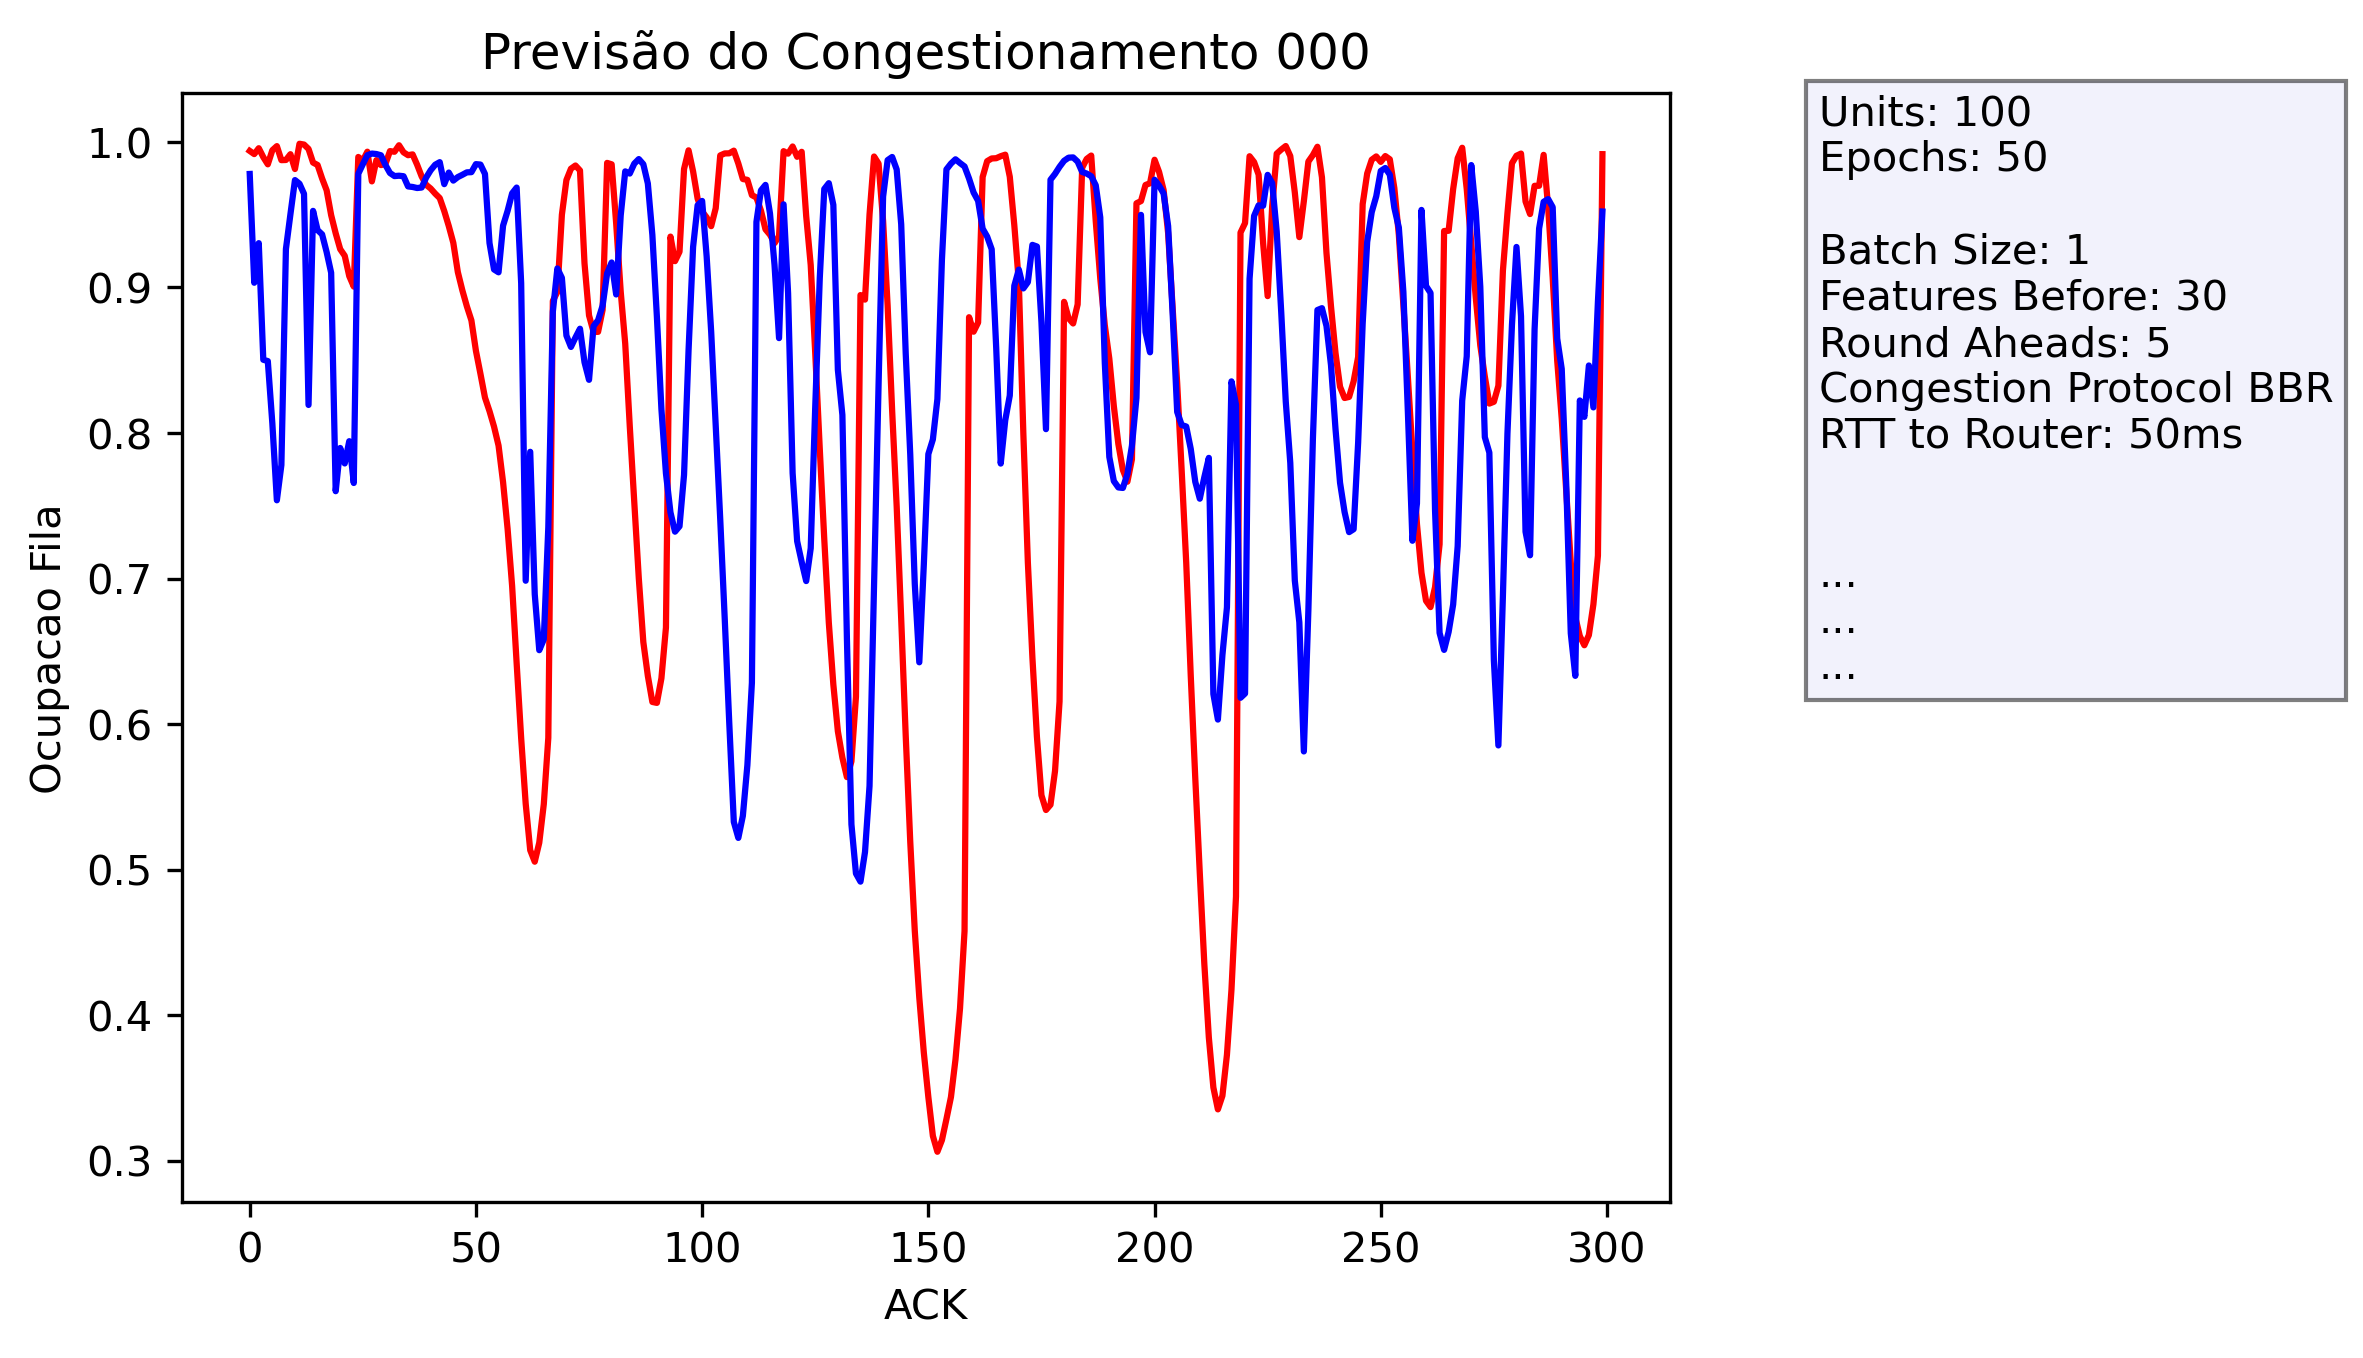 Previsão do Congestionamento 000
Units: 100
Epochs: 50
Batch Size: 1
Features Before: 30
Round Aheads: 5
Congestion Protocol BBR
RTT to Router: 50ms
...
...
...
Ocupacao Fila
1.0
0.9
0.8
0.7
0.6
0.5
0.4
0.3
0 50 100 150 200 250 300
ACK